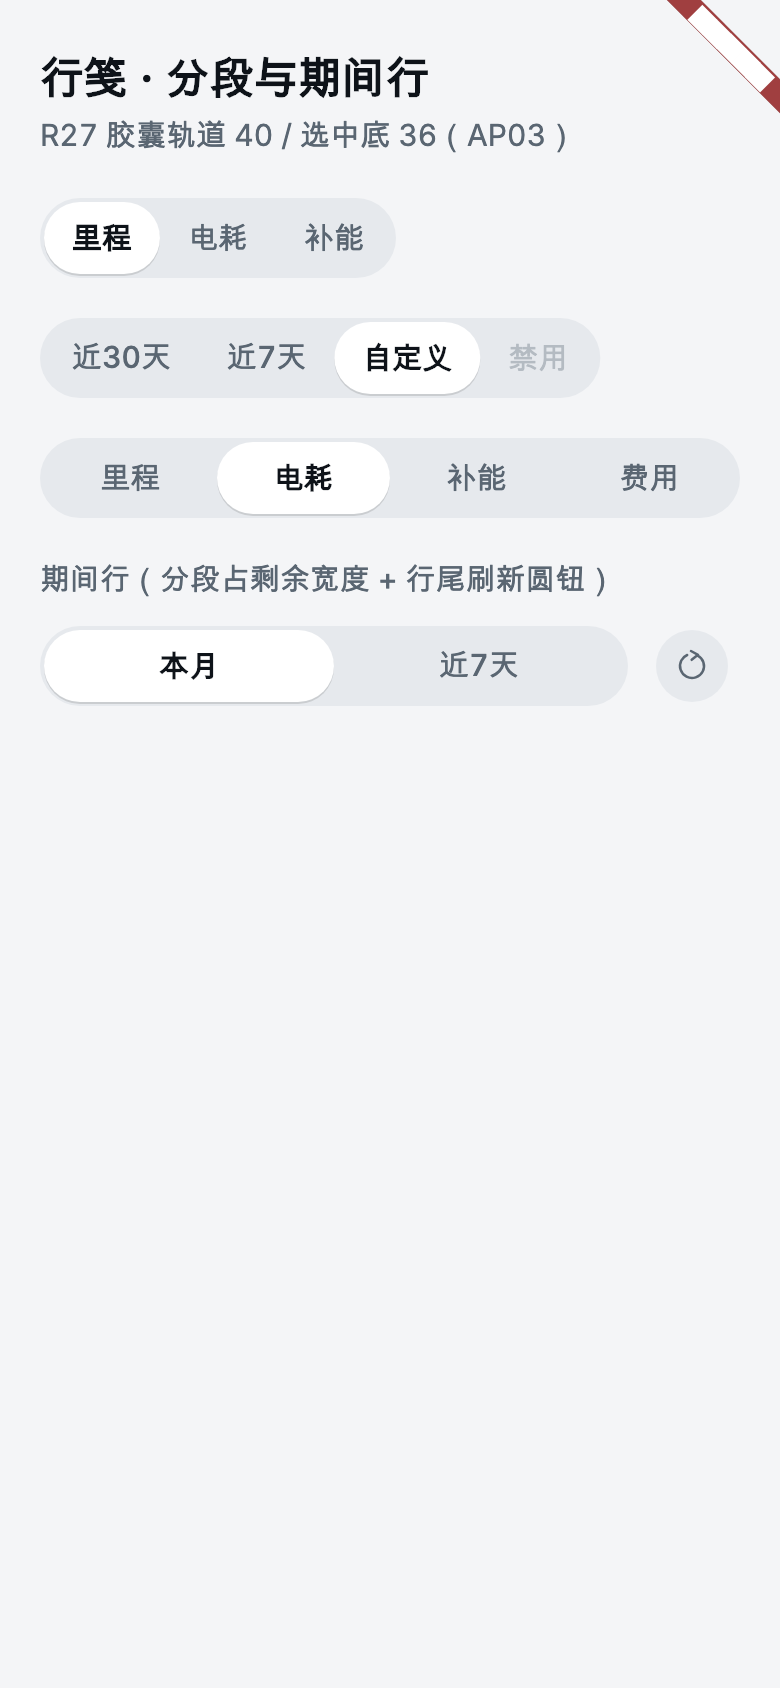 行笺 · 分段与期间行
R27 胶囊轨道 40 / 选中底 36 ( AP03 )
里程 电耗 补能
近30天 近7天 自定义 禁用
里程 电耗 补能 费用
期间行 ( 分段占剩余宽度 + 行尾刷新圆钮 )
本月 近7天